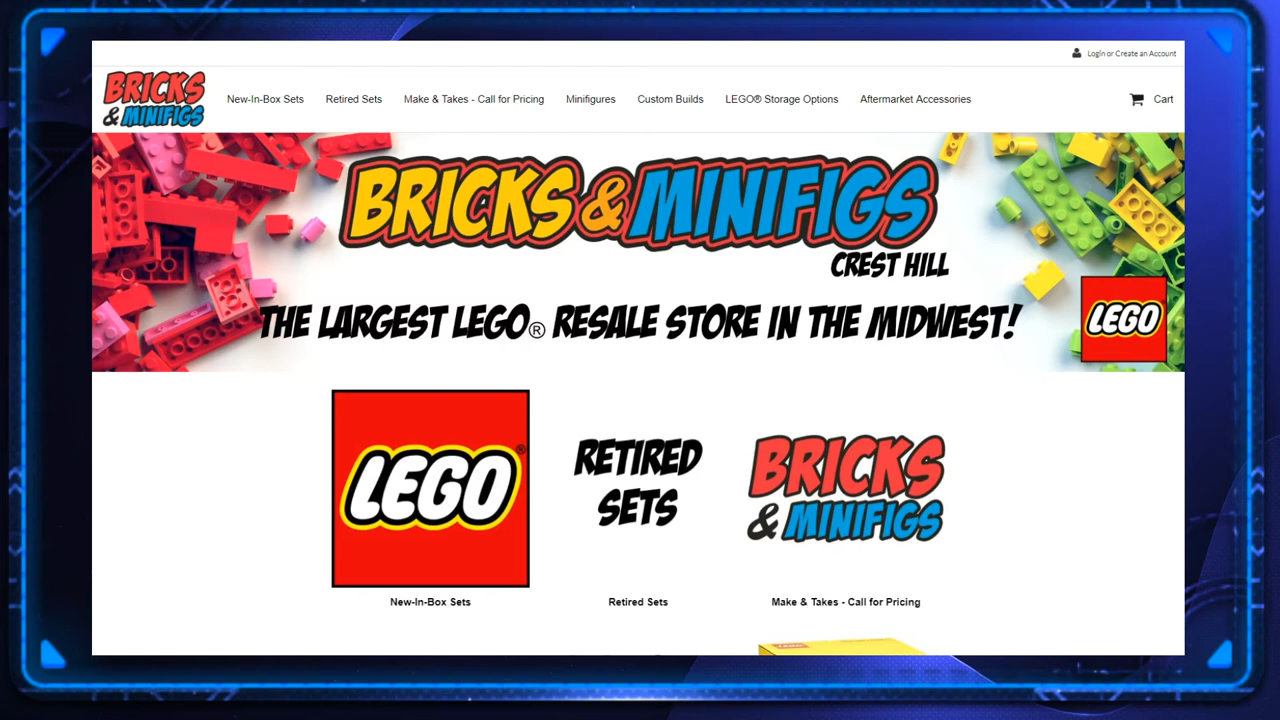 Login or Create an Account
BRICKS
& MINIFIGS
New-In-Box Sets
Retired Sets
Make & Takes - Call for Pricing
Minifigures
Custom Builds
LEGO® Storage Options
Aftermarket Accessories
Cart
BRICKS & MINIFIGS
CREST HILL
THE LARGEST LEGO® RESALE STORE IN THE MIDWEST!
LEGO
LEGO®
RETIRED
SETS
BRICKS
& MINIFIGS
New-In-Box Sets
Retired Sets
Make & Takes - Call for Pricing
LEGO